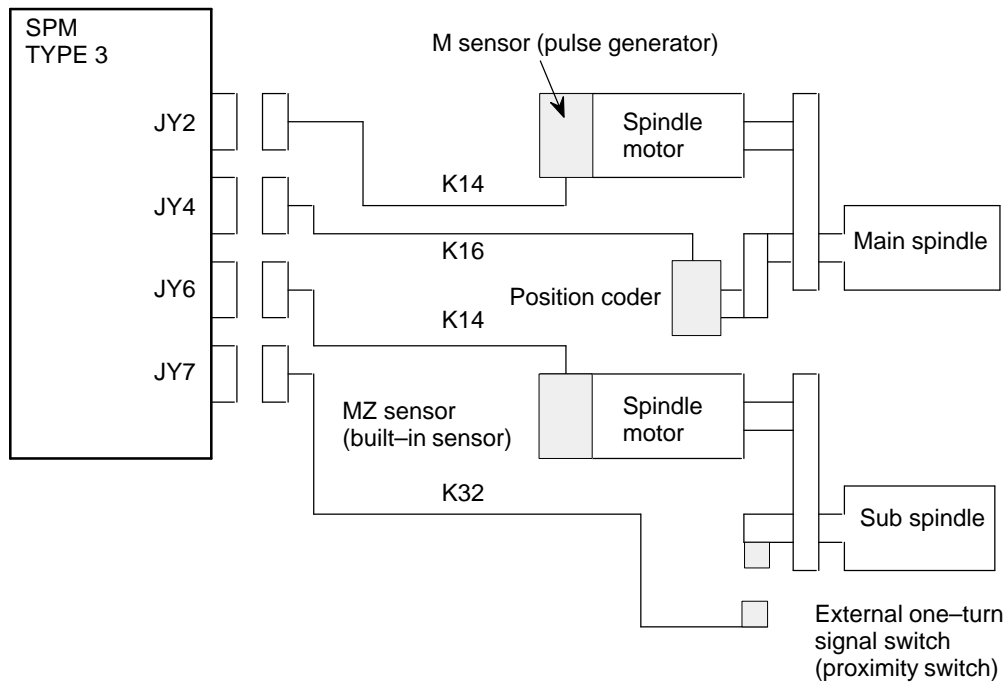 SPM
TYPE 3
M sensor (pulse generator)
JY2
Spindle
motor
K14
JY4
K16
Main spindle
JY6
Position coder
K14
JY7
MZ sensor
(built–in sensor)
Spindle
motor
K32
Sub spindle
External one–turn
signal switch
(proximity switch)